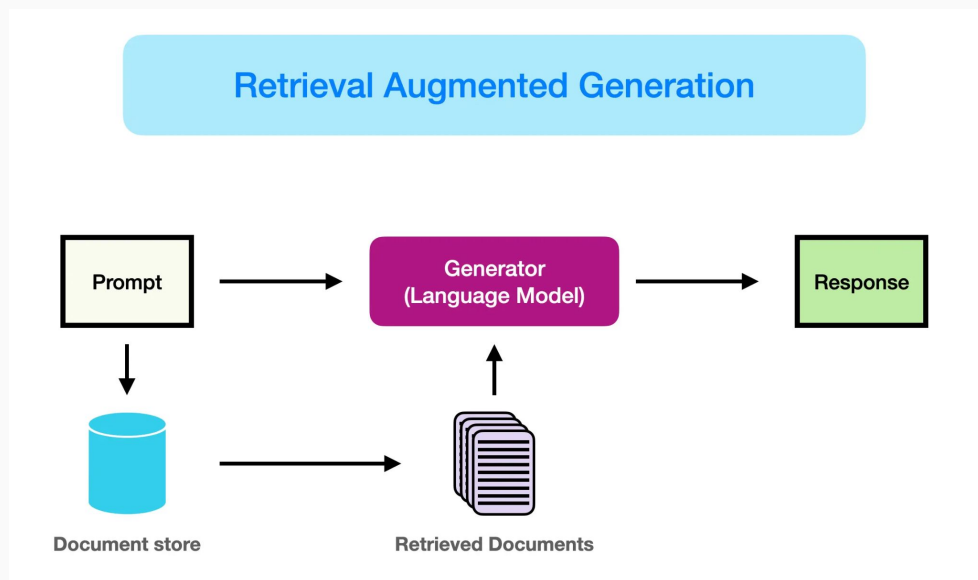 Retrieval Augmented Generation
Prompt
Generator
(Language Model)
Response
Document store
Retrieved Documents